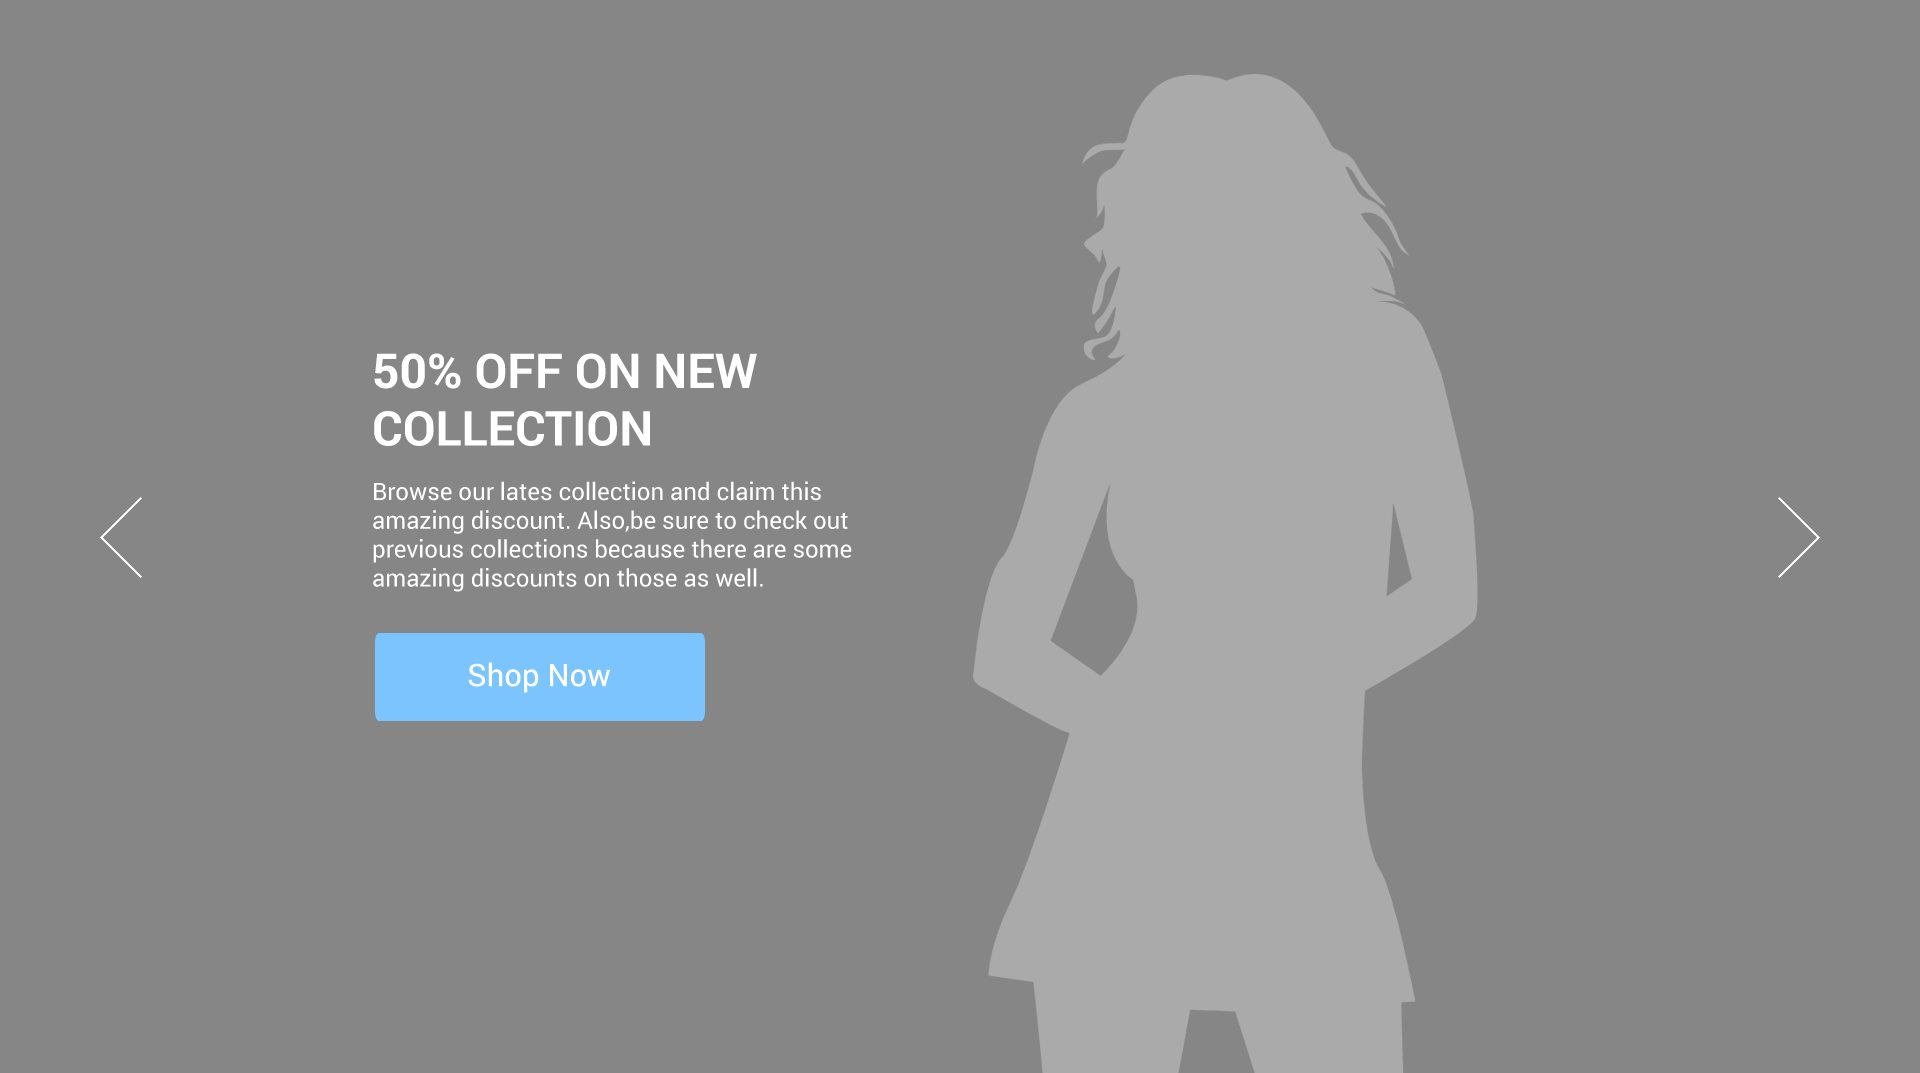 50% OFF ON NEW
COLLECTION
Browse our lates collection and claim this
amazing discount. Also,be sure to check out
previous collections because there are some
amazing discounts on those as well.
Shop Now